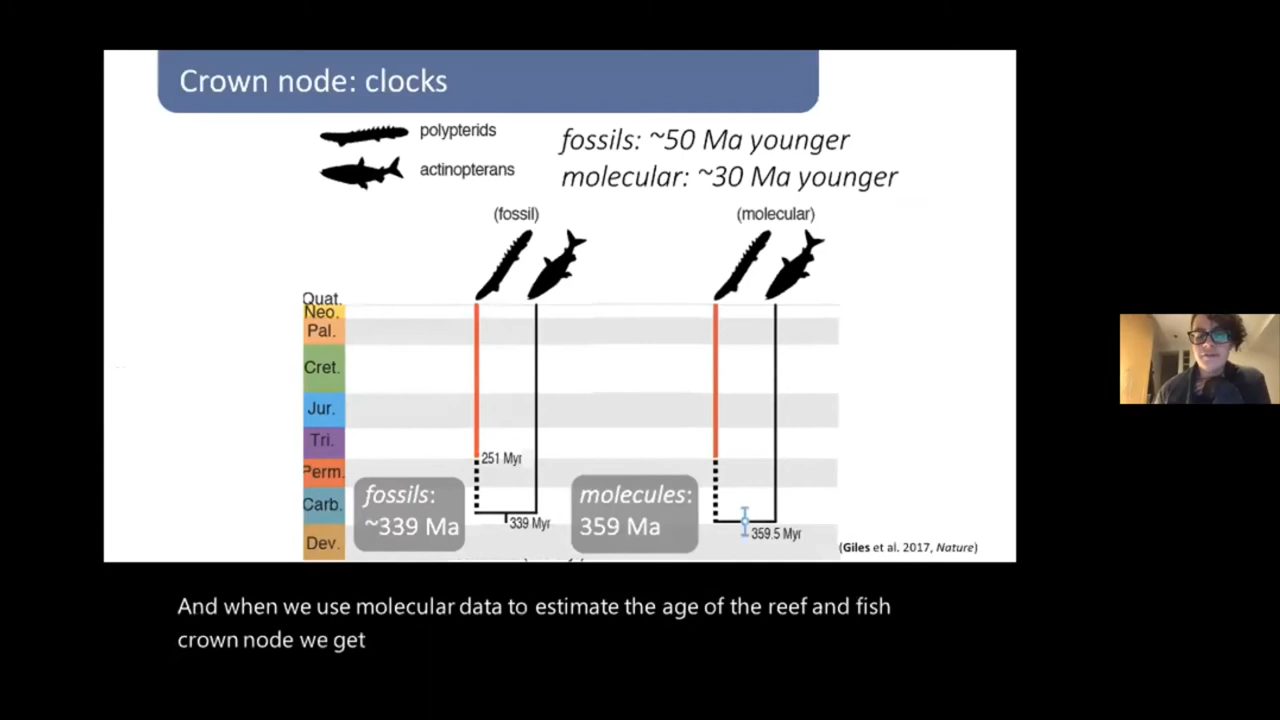 Crown node: clocks
polypterids
actinopterans
fossils: ~50 Ma younger
molecular: ~30 Ma younger
(fossil)
(molecular)
Quat.
Neo.
Pal.
Cret.
Jur.
Tri.
Perm.
Carb.
Dev.
251 Myr
fossils:
~339 Ma
339 Myr
molecules:
359 Ma
359.5 Myr
(Giles et al. 2017, Nature)
And when we use molecular data to estimate the age of the reef and fish
crown node we get